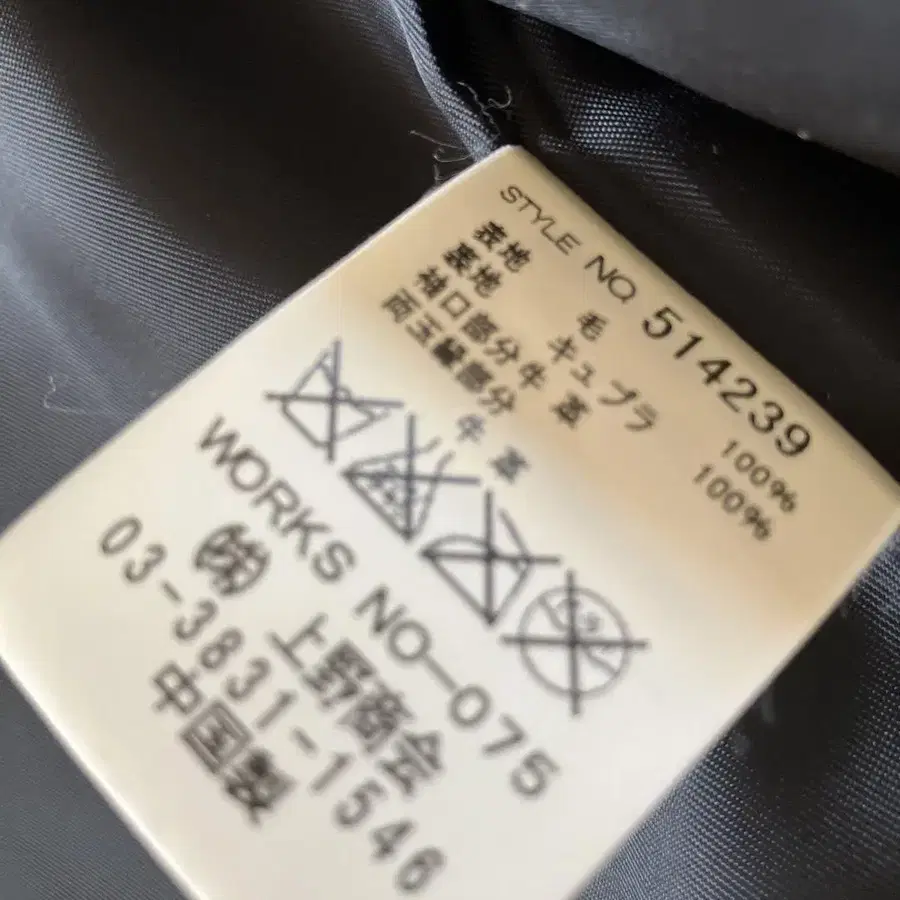 STYLE NO. 514239
表地 毛 100%
裏地 キュプラ 100%
袖口部分牛 革
両玉縁部分 牛 革
WORKS NO-075
㈱ 上野商会
03-3831-1546
中国製